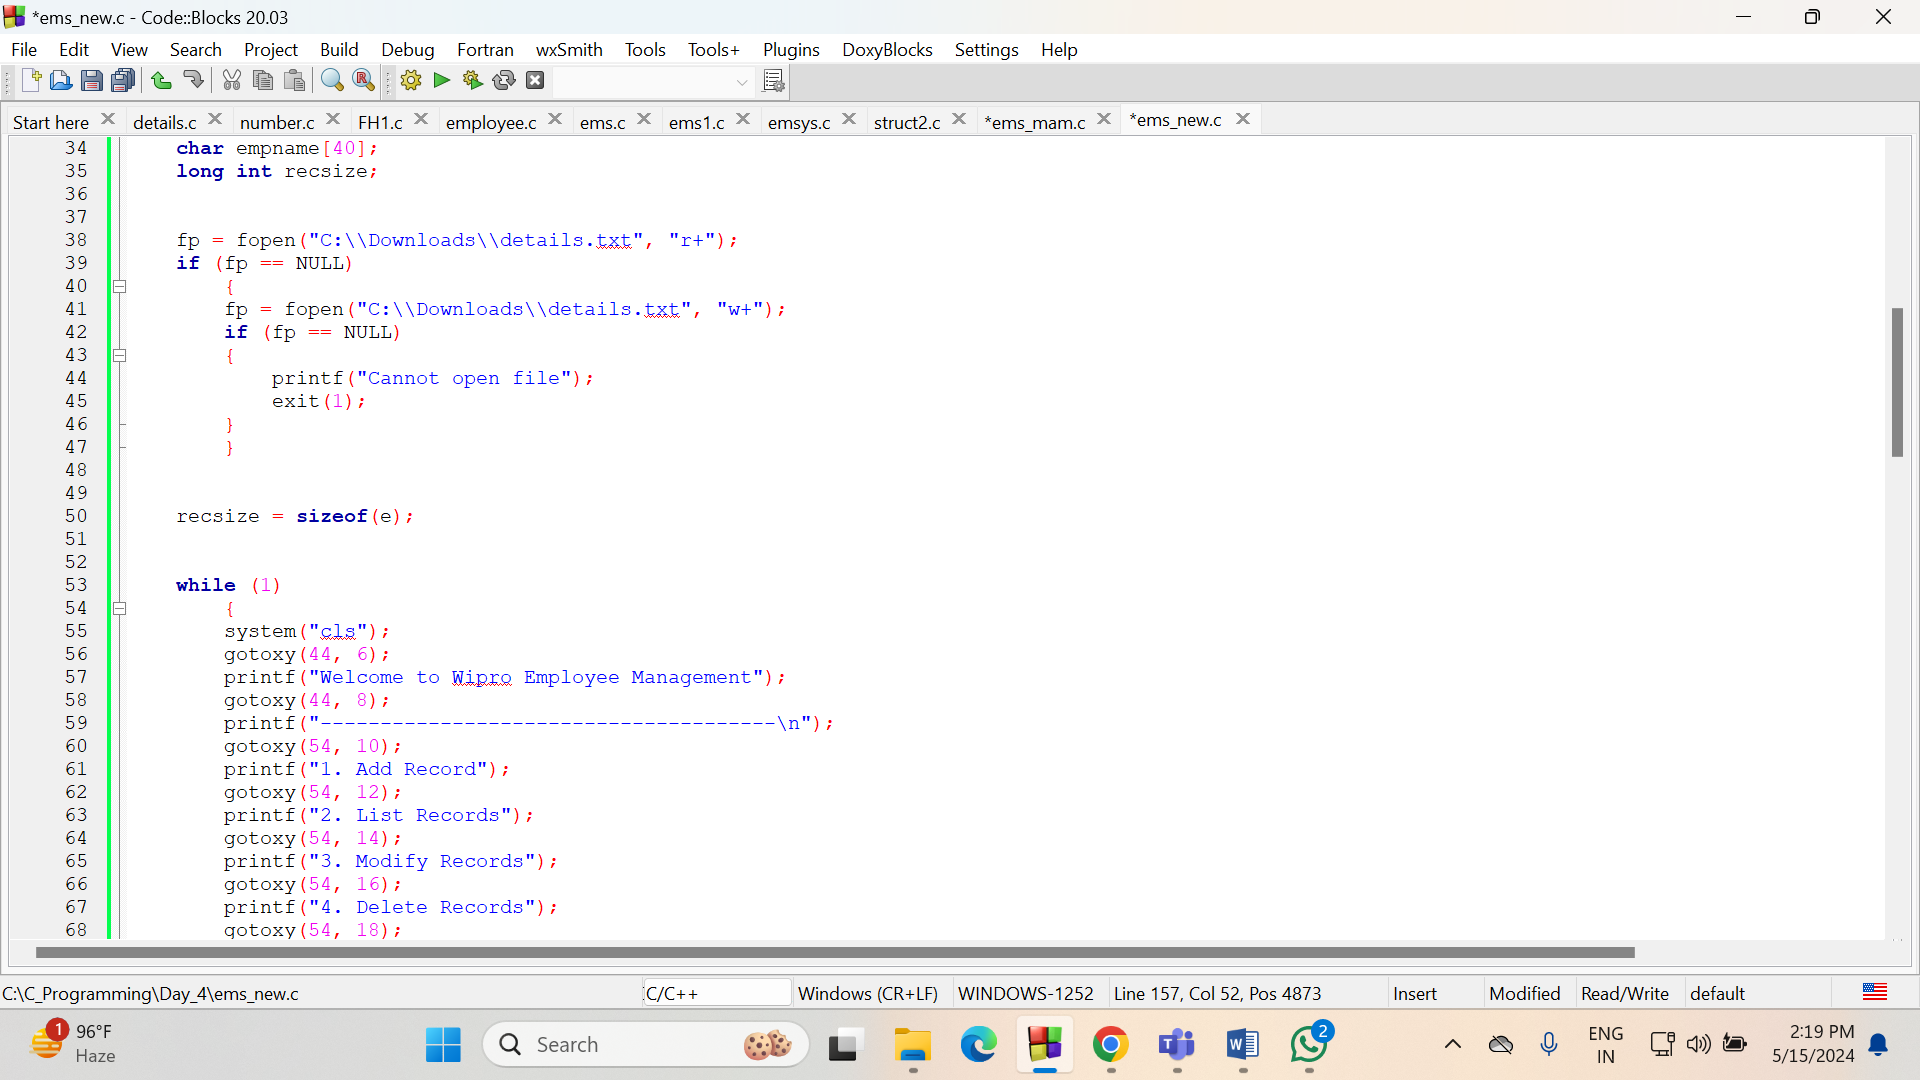 *ems_new.c - Code::Blocks 20.03
File Edit View Search Project Build Debug Fortran wxSmith Tools Tools+ Plugins DoxyBlocks Settings Help
Start here details.c number.c FH1.c employee.c ems.c ems1.c emsys.c struct2.c *ems_mam.c *ems_new.c
34 char empname[40];
35 long int recsize;
36
37
38 fp = fopen("C:\\Downloads\\details.txt", "r+");
39 if (fp == NULL)
40 {
41 fp = fopen("C:\\Downloads\\details.txt", "w+");
42 if (fp == NULL)
43 {
44 printf("Cannot open file");
45 exit(1);
46 }
47 }
48
49
50 recsize = sizeof(e);
51
52
53 while (1)
54 {
55 system("cls");
56 gotoxy(44, 6);
57 printf("Welcome to Wipro Employee Management");
58 gotoxy(44, 8);
59 printf("--------------------------------------\n");
60 gotoxy(54, 10);
61 printf("1. Add Record");
62 gotoxy(54, 12);
63 printf("2. List Records");
64 gotoxy(54, 14);
65 printf("3. Modify Records");
66 gotoxy(54, 16);
67 printf("4. Delete Records");
68 gotoxy(54, 18);
C:\C_Programming\Day_4\ems_new.c C/C++ Windows (CR+LF) WINDOWS-1252 Line 157, Col 52, Pos 4873 Insert Modified Read/Write default
1 96°F
Haze
Search
2
ENG
IN
2:19 PM
5/15/2024